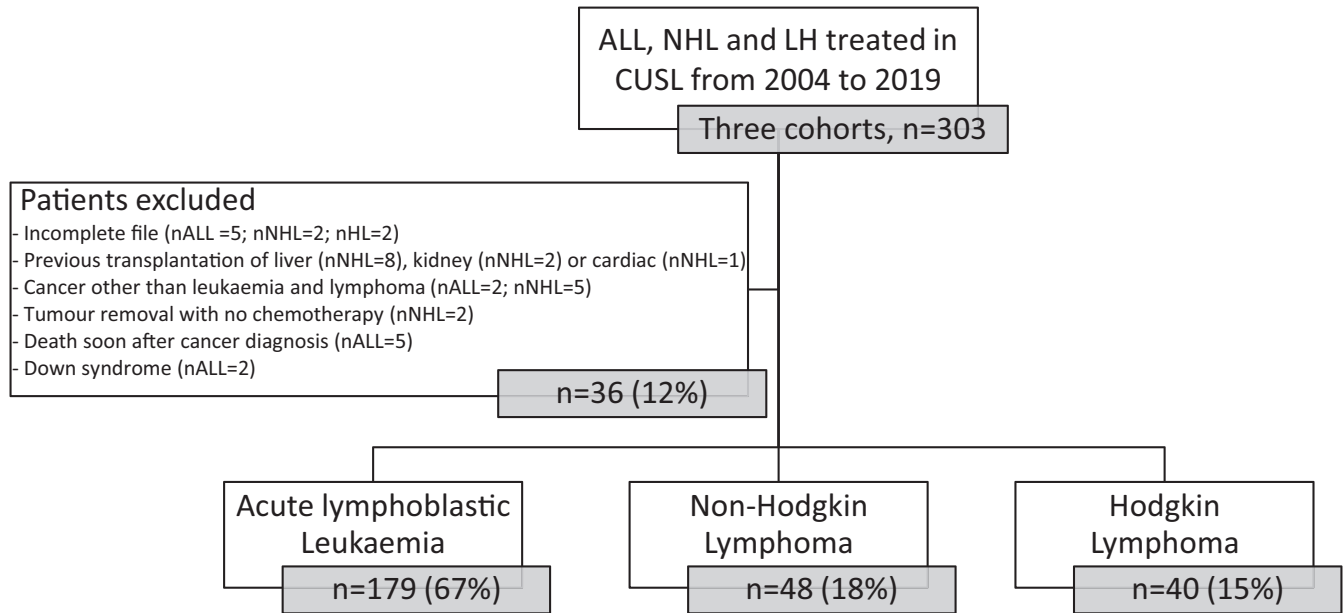 ALL, NHL and LH treated in
CUSL from 2004 to 2019
Three cohorts, n=303
Patients excluded
- Incomplete file (nALL =5; nNHL=2; nHL=2)
- Previous transplantation of liver (nNHL=8), kidney (nNHL=2) or cardiac (nNHL=1)
- Cancer other than leukaemia and lymphoma (nALL=2; nNHL=5)
- Tumour removal with no chemotherapy (nNHL=2)
- Death soon after cancer diagnosis (nALL=5)
- Down syndrome (nALL=2)
n=36 (12%)
Acute lymphoblastic
Leukaemia
n=179 (67%)
Non-Hodgkin
Lymphoma
n=48 (18%)
Hodgkin
Lymphoma
n=40 (15%)